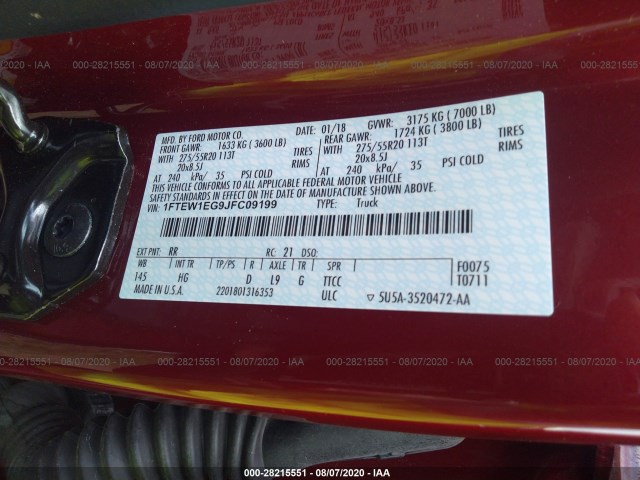 000-28215551 - 08/07/2020 - IAA
MFD. BY FORD MOTOR CO.
01/18
GVWR: 3175 KG ( 7000 LB)
FRONT GAWR: 1633 KG ( 3600 LB)
REAR GAWR: 1724 KG ( 3800 LB)
WITH 275/55R20 113T TIRES
WITH 275/55R20 113T TIRES
20x8.5J RIMS
20x8.5J RIMS
AT 240 kPa/ 35 PSI COLD
AT 240 kPa/ 35 PSI COLD
THIS VEHICLE CONFORMS TO ALL APPLICABLE FEDERAL MOTOR VEHICLE
SAFETY STANDARDS IN EFFECT ON THE DATE OF MANUFACTURE SHOWN ABOVE.
VIN: 1FTEW1EG9JFC09199
TYPE: Truck
EXT PNT: RR RC: 21 DSO:
WB INT TR TP/PS R AXLE TR SPR
145 HG D L9 G TTCC
F0075
T0711
MADE IN U.S.A. 2201801316353 ULC 5U5A-3520472-AA
000-28215551 - 08/07/2020 - IAA